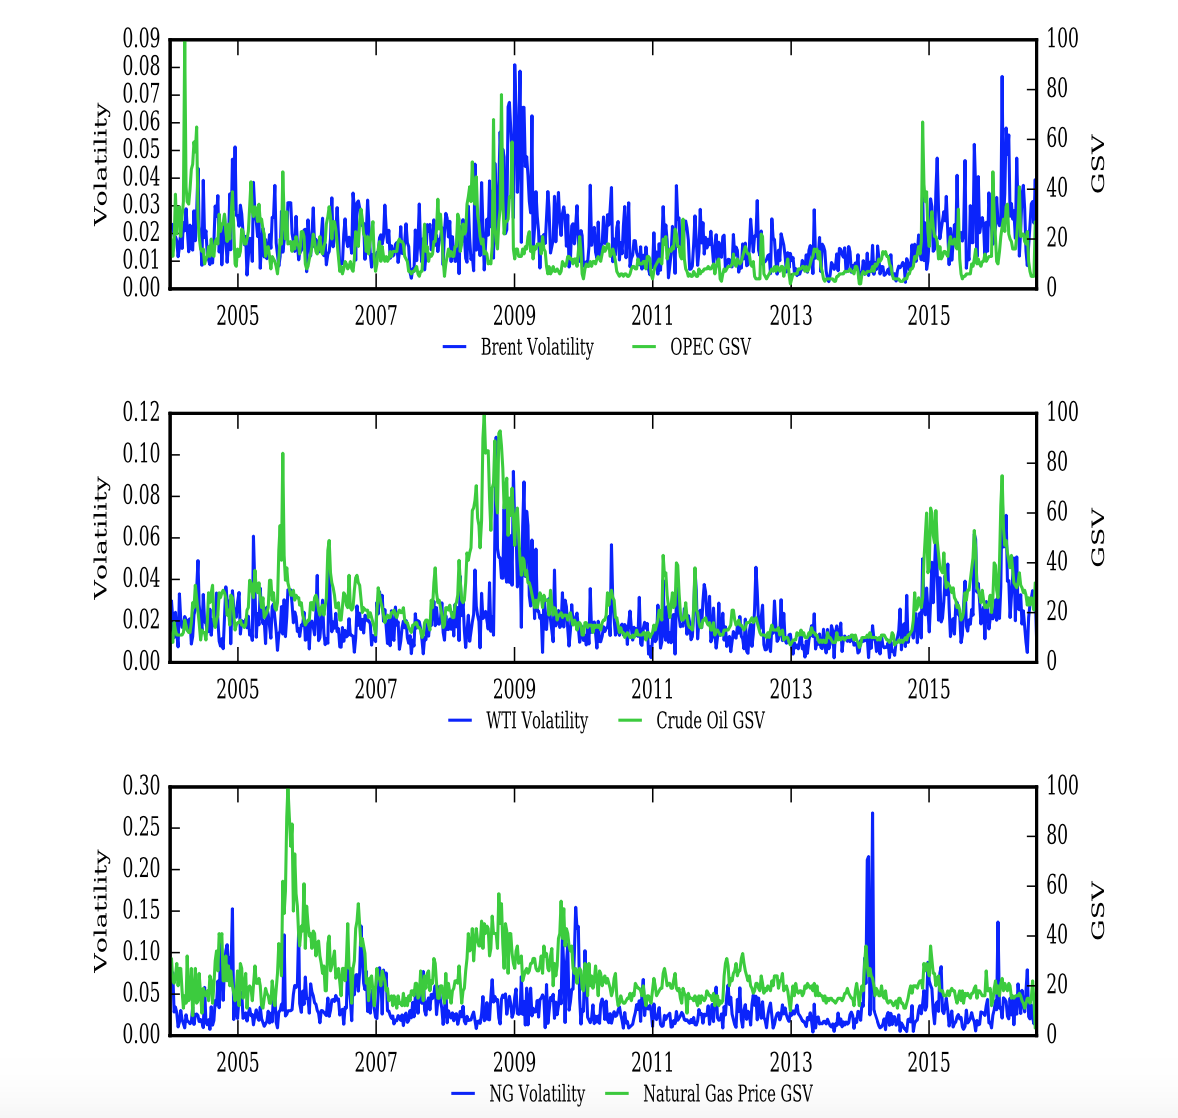 0.09 100
0.08
0.07 80
0.06
0.05 60
0.04
0.03 40
0.02 20
0.01
0.00 0
Volatility
GSV
2005 2007 2009 2011 2013 2015
Brent Volatility OPEC GSV
0.12 100
0.10 80
0.08
0.06 60
0.04 40
0.02 20
0.00 0
Volatility
GSV
2005 2007 2009 2011 2013 2015
WTI Volatility Crude Oil GSV
0.30 100
0.25 80
0.20
0.15 60
0.10 40
0.05 20
0.00 0
Volatility
GSV
2005 2007 2009 2011 2013 2015
NG Volatility Natural Gas Price GSV